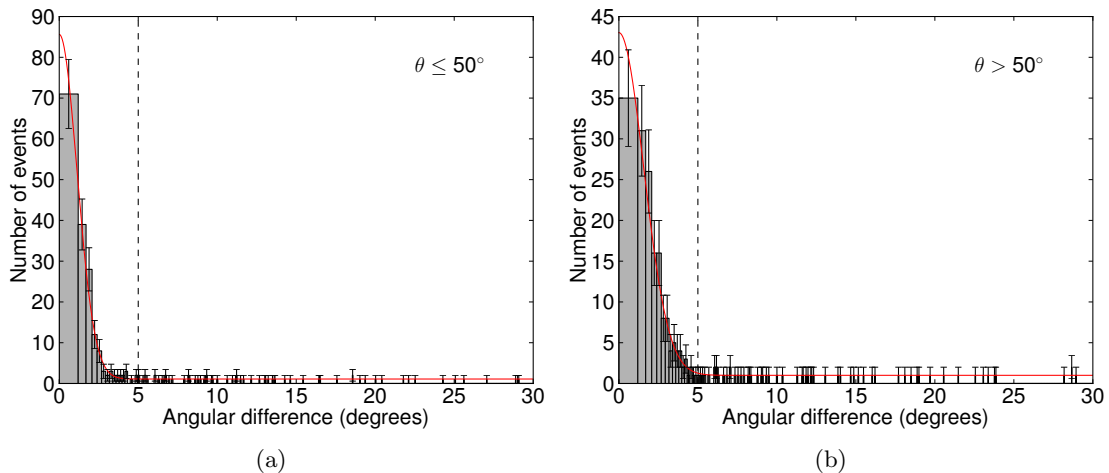 90
80
70
60
50
40
30
20
10
0
Number of events
θ ≤ 50°
0 5 10 15 20 25 30
Angular difference (degrees)
(a)
45
40
35
30
25
20
15
10
5
0
Number of events
θ > 50°
0 5 10 15 20 25 30
Angular difference (degrees)
(b)